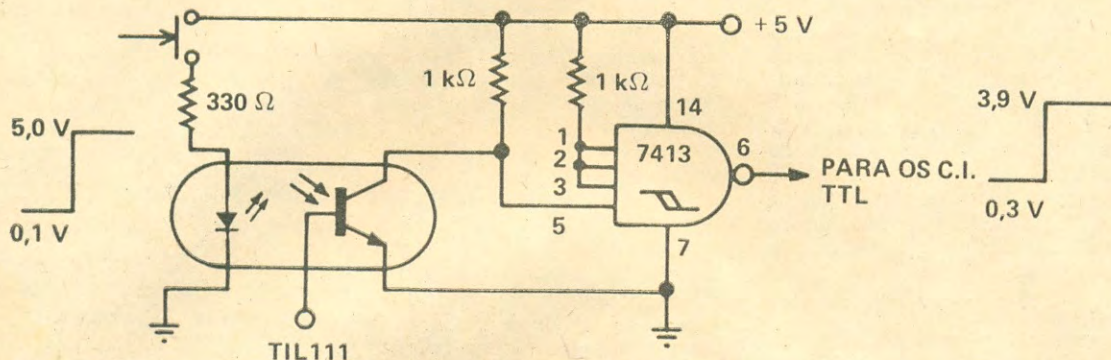 + 5 V
1 kΩ
1 kΩ
330 Ω
14
3,9 V
5,0 V
1
7413
6
2
PARA OS C.I.
3
TTL
0,3 V
0,1 V
5
7
TIL111